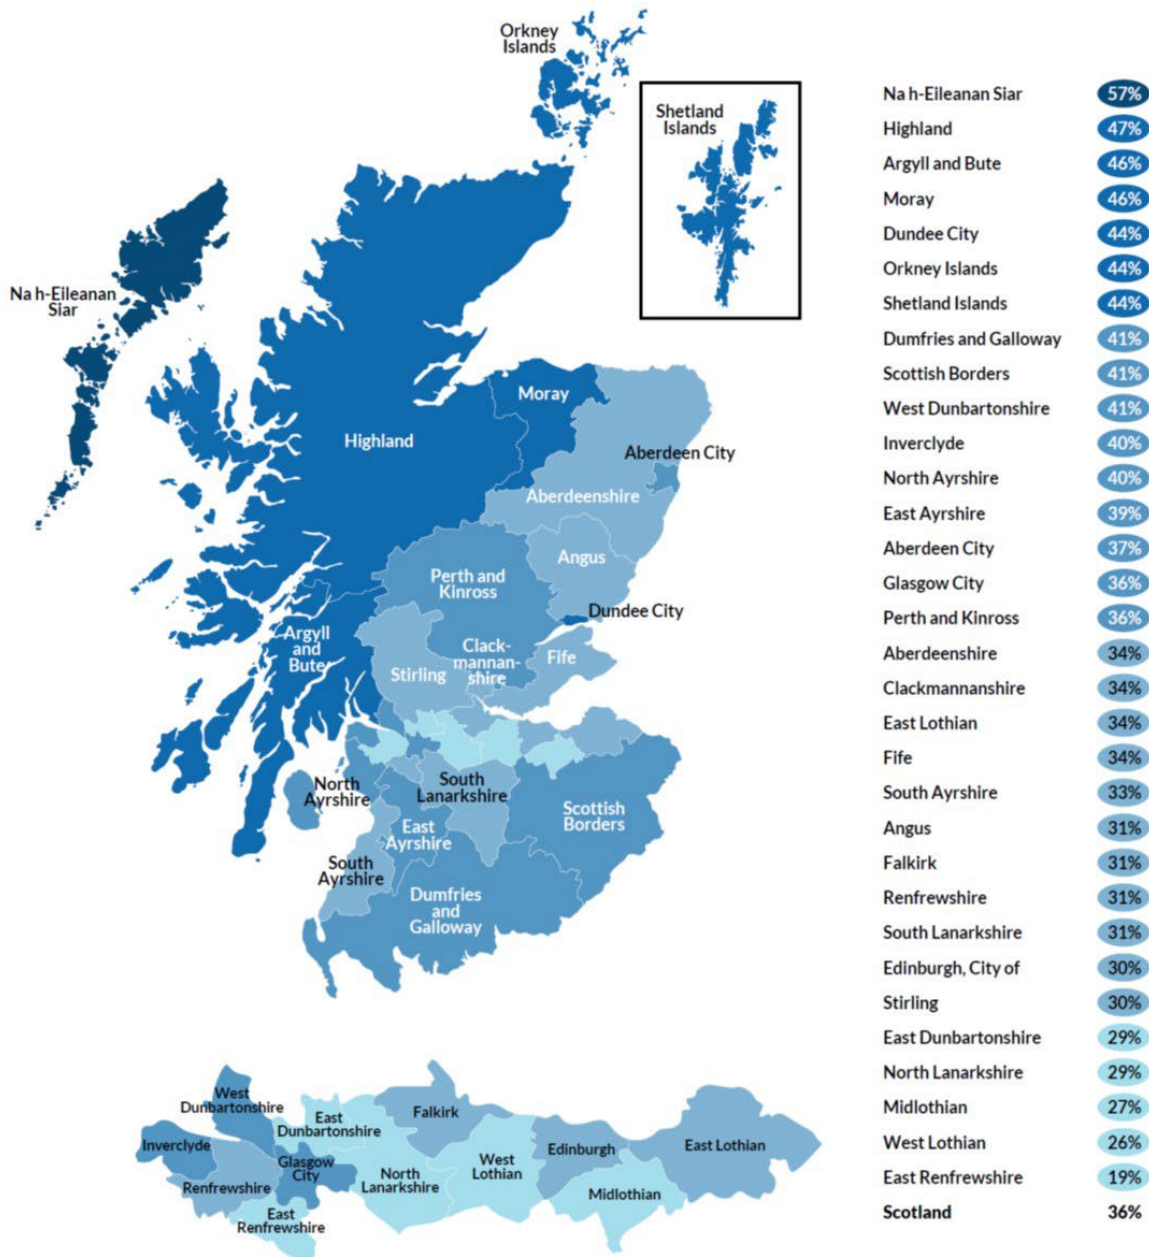 Orkney
Islands
Shetland
Islands
Na h-Eileanan
Siar
Moray
Highland
Aberdeen City
Aberdeenshire
Angus
Perth and
Kinross
Dundee City
Argyll
and
Bute
Clack-
mannan-
shire
Fife
Stirling
North
Ayrshire
South
Lanarkshire
Scottish
Borders
East
Ayrshire
South
Ayrshire
Dumfries
and
Galloway
West
Dunbartonshire
East
Dunbartonshire
Falkirk
Inverclyde
Glasgow
City
Renfrewshire
North
Lanarkshire
West
Lothian
Edinburgh
East Lothian
Midlothian
East
Renfrewshire
Na h-Eileanan Siar 57%
Highland 47%
Argyll and Bute 46%
Moray 46%
Dundee City 44%
Orkney Islands 44%
Shetland Islands 44%
Dumfries and Galloway 41%
Scottish Borders 41%
West Dunbartonshire 41%
Inverclyde 40%
North Ayrshire 40%
East Ayrshire 39%
Aberdeen City 37%
Glasgow City 36%
Perth and Kinross 36%
Aberdeenshire 34%
Clackmannanshire 34%
East Lothian 34%
Fife 34%
South Ayrshire 33%
Angus 31%
Falkirk 31%
Renfrewshire 31%
South Lanarkshire 31%
Edinburgh, City of 30%
Stirling 30%
East Dunbartonshire 29%
North Lanarkshire 29%
Midlothian 27%
West Lothian 26%
East Renfrewshire 19%
Scotland 36%